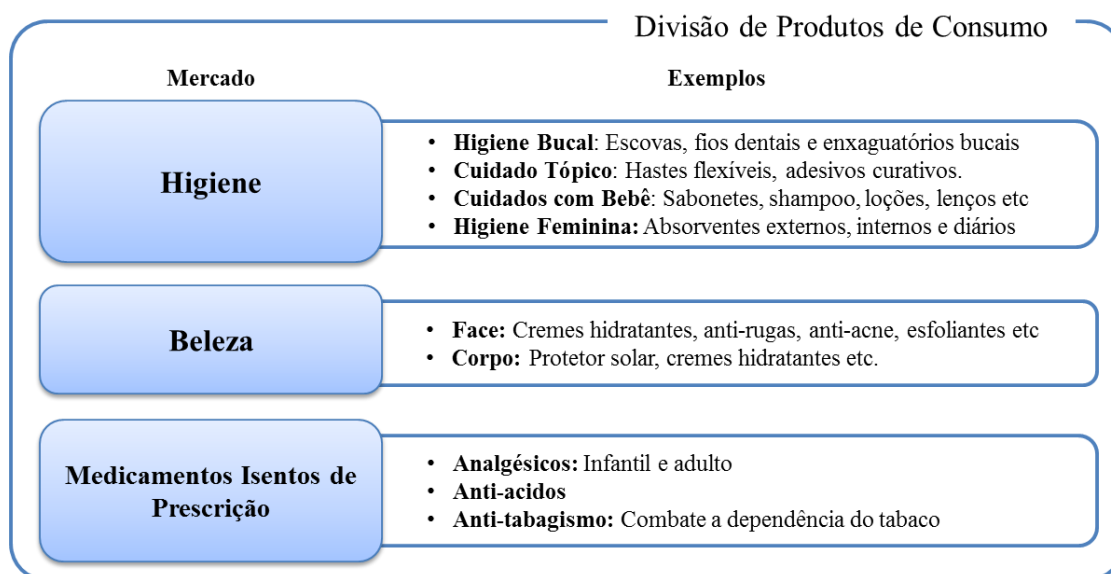 Divisão de Produtos de Consumo
Mercado
Exemplos
Higiene
• Higiene Bucal: Escovas, fios dentais e enxaguatórios bucais
• Cuidado Tópico: Hastes flexíveis, adesivos curativos.
• Cuidados com Bebê: Sabonetes, shampoo, loções, lenços etc
• Higiene Feminina: Absorventes externos, internos e diários
Beleza
• Face: Cremes hidratantes, anti-rugas, anti-acne, esfoliantes etc
• Corpo: Protetor solar, cremes hidratantes etc.
Medicamentos Isentos de
Prescrição
• Analgésicos: Infantil e adulto
• Anti-acidos
• Anti-tabagismo: Combate a dependência do tabaco